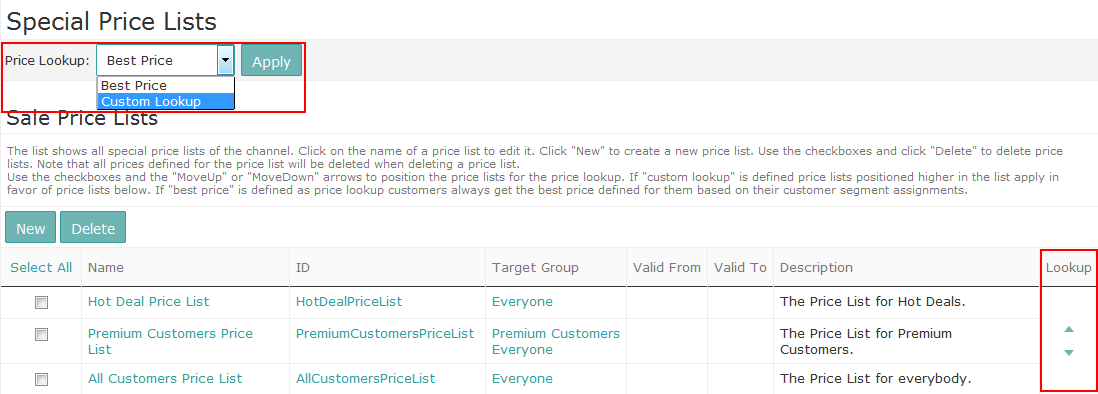 Special Price Lists
Price Lookup: Best Price Apply
Best Price
Custom Lookup
Sale Price Lists
The list shows all special price lists of the channel. Click on the name of a price list to edit it. Click "New" to create a new price list. Use the checkboxes and click "Delete" to delete price
lists. Note that all prices defined for the price list will be deleted when deleting a price list.
Use the checkboxes and the "MoveUp" or "MoveDown" arrows to position the price lists for the price lookup. If "custom lookup" is defined price lists positioned higher in the list apply in
favor of price lists below. If "best price" is defined as price lookup customers always get the best price defined for them based on their customer segment assignments.
New Delete
Select All Name ID Target Group Valid From Valid To Description Lookup
Hot Deal Price List HotDealPriceList Everyone The Price List for Hot Deals.
Premium Customers Price PremiumCustomersPriceList Premium Customers The Price List for Premium
List Everyone Customers.
All Customers Price List AllCustomersPriceList Everyone The Price List for everybody.